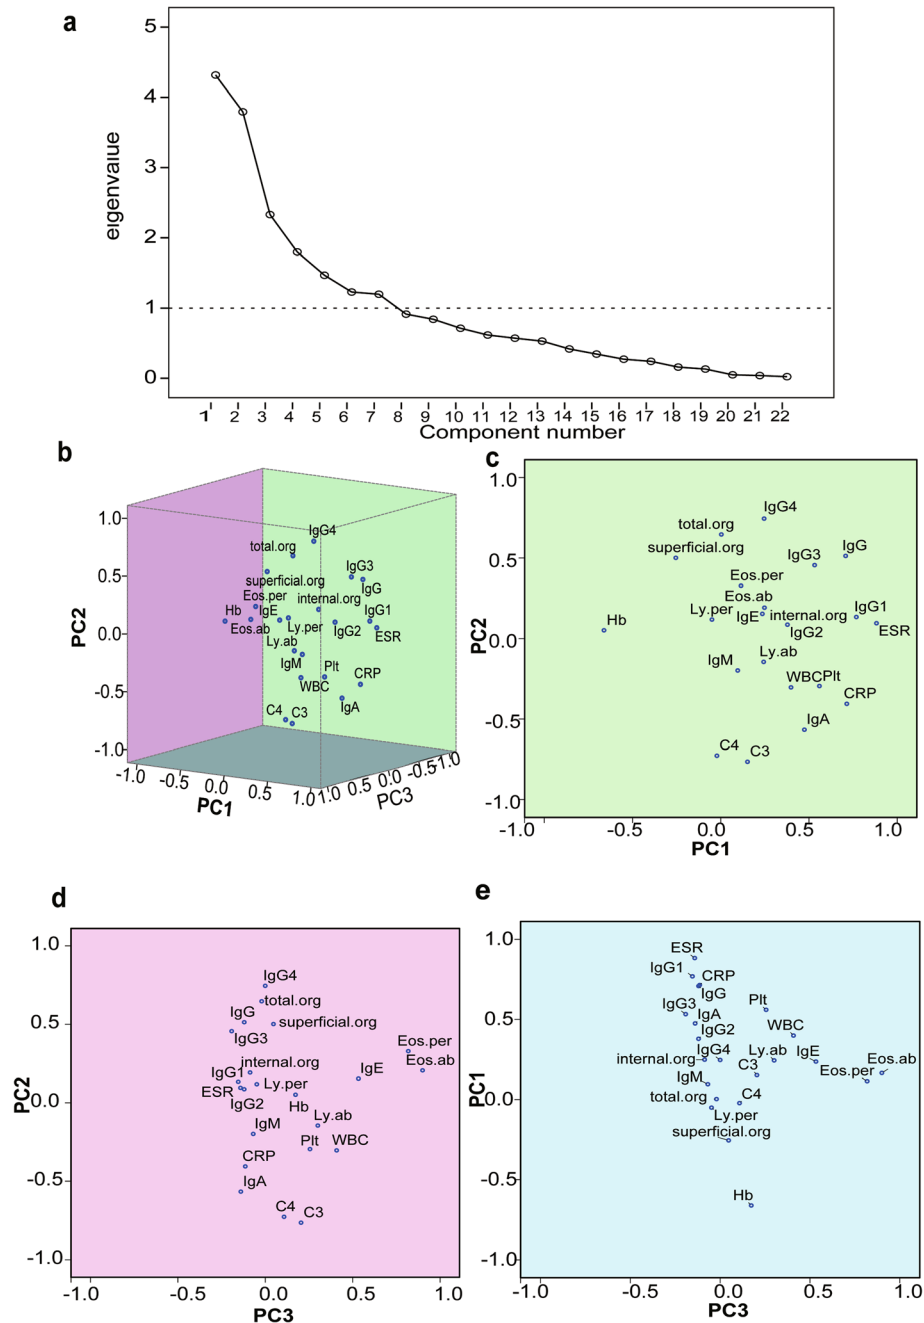 a
5
4
3
2
1
0
eigenvalue
1 2 3 4 5 6 7 8 9 10 11 12 13 14 15 16 17 18 19 20 21 22
Component number
b
1.0
0.5
0.0
-0.5
-1.0
PC2
IgG4
total.org
IgG3
superficial.org
IgG
Eos.per
internal.org
Hb
IgE
IgG1
Eos.ab
Ly.per
IgG2
ESR
Ly.ab
IgM
Plt
WBC
CRP
IgA
C4 C3
-1.0 -0.5 0.0 0.5 1.0
PC1
1.0 0.5 0.0 -0.5 -1.0
PC3
c
1.0
0.5
0.0
-0.5
-1.0
PC2
IgG4
total.org
superficial.org
IgG3
IgG
Eos.per
Eos.ab
Ly.per
IgE
internal.org
IgG1
Hb
IgG2
ESR
IgM
Ly.ab
WBC
Plt
CRP
IgA
C4
C3
-1.0 -0.5 0.0 0.5 1.0
PC1
d
1.0
0.5
0.0
-0.5
-1.0
PC2
IgG4
total.org
IgG
superficial.org
IgG3
Eos.per
Eos.ab
internal.org
IgG1
IgE
ESR
Ly.per
IgG2
Hb
Ly.ab
IgM
Plt
WBC
CRP
IgA
C4
C3
-1.0 -0.5 0.0 0.5 1.0
PC3
e
1.0
0.5
0.0
-0.5
-1.0
PC1
ESR
IgG1
CRP
IgG
IgG3
IgA
Plt
IgG2
WBC
IgG4
internal.org
Ly.ab
IgE
C3
Eos.ab
Eos.per
IgM
total.org
C4
Ly.per
superficial.org
Hb
-1.0 -0.5 0.0 0.5 1.0
PC3